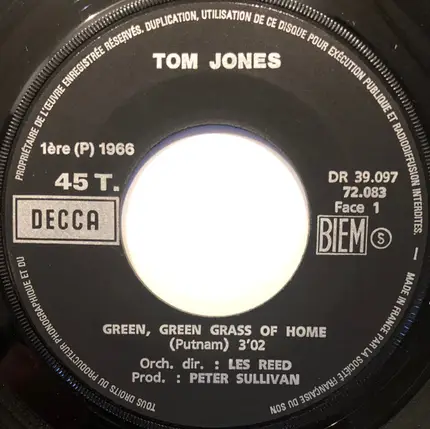 TOUS DROITS DU PRODUCTEUR PHONOGRAPHIQUE ET DU PROPRIÉTAIRE DE L'ŒUVRE ENREGISTRÉE RÉSERVÉS. DUPLICATION, UTILISATION DE CE DISQUE POUR EXÉCUTION PUBLIQUE ET RADIODIFFUSION INTERDITES. — MADE IN FRANCE PAR LA SOCIÉTÉ FRANÇAISE DU SON
TOM JONES
1ère (P) 1966
45 T.
DECCA
DR 39.097
72.083
Face 1
BIEM S
GREEN, GREEN GRASS OF HOME
(Putnam) 3'02
Orch. dir. : LES REED
Prod. : PETER SULLIVAN